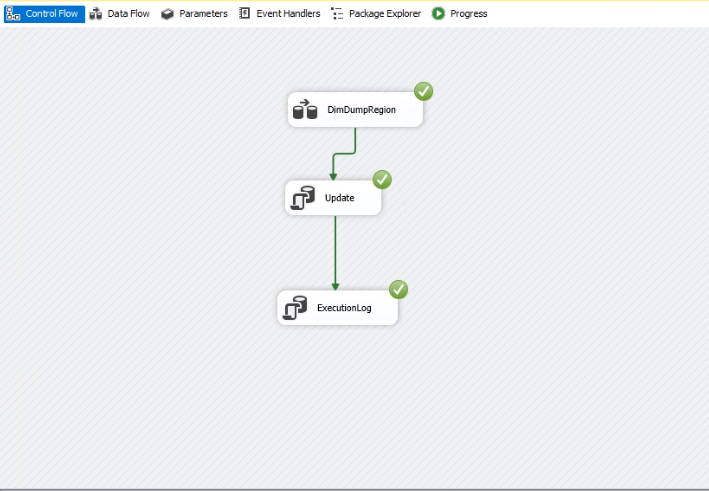 Control Flow Data Flow Parameters Event Handlers Package Explorer Progress
DimDumpRegion
Update
ExecutionLog